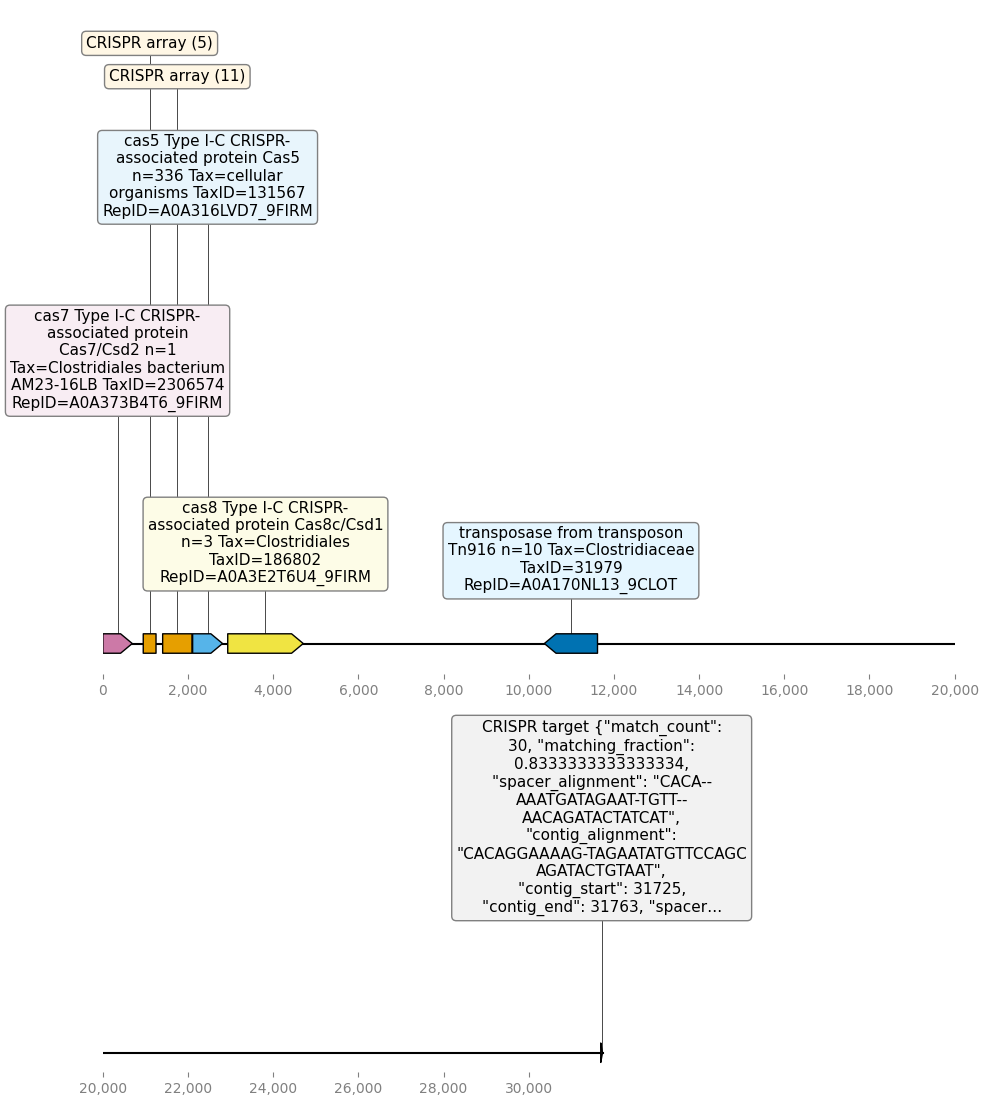 CRISPR array (5)
CRISPR array (11)
cas5 Type I-C CRISPR-
associated protein Cas5
n=336 Tax=cellular
organisms TaxID=131567
RepID=A0A316LVD7_9FIRM
cas7 Type I-C CRISPR-
associated protein
Cas7/Csd2 n=1
Tax=Clostridiales bacterium
AM23-16LB TaxID=2306574
RepID=A0A373B4T6_9FIRM
cas8 Type I-C CRISPR-
associated protein Cas8c/Csd1
n=3 Tax=Clostridiales
TaxID=186802
RepID=A0A3E2T6U4_9FIRM
transposase from transposon
Tn916 n=10 Tax=Clostridiaceae
TaxID=31979
RepID=A0A170NL13_9CLOT
0 2,000 4,000 6,000 8,000 10,000 12,000 14,000 16,000 18,000 20,000
CRISPR target {"match_count":
30, "matching_fraction":
0.8333333333333334,
"spacer_alignment": "CACA--
AAATGATAGAAT-TGTT--
AACAGATACTATCAT",
"contig_alignment":
"CACAGGAAAAG-TAGAATATGTTCCAGC
AGATACTGTAAT",
"contig_start": 31725,
"contig_end": 31763, "spacer...
20,000 22,000 24,000 26,000 28,000 30,000